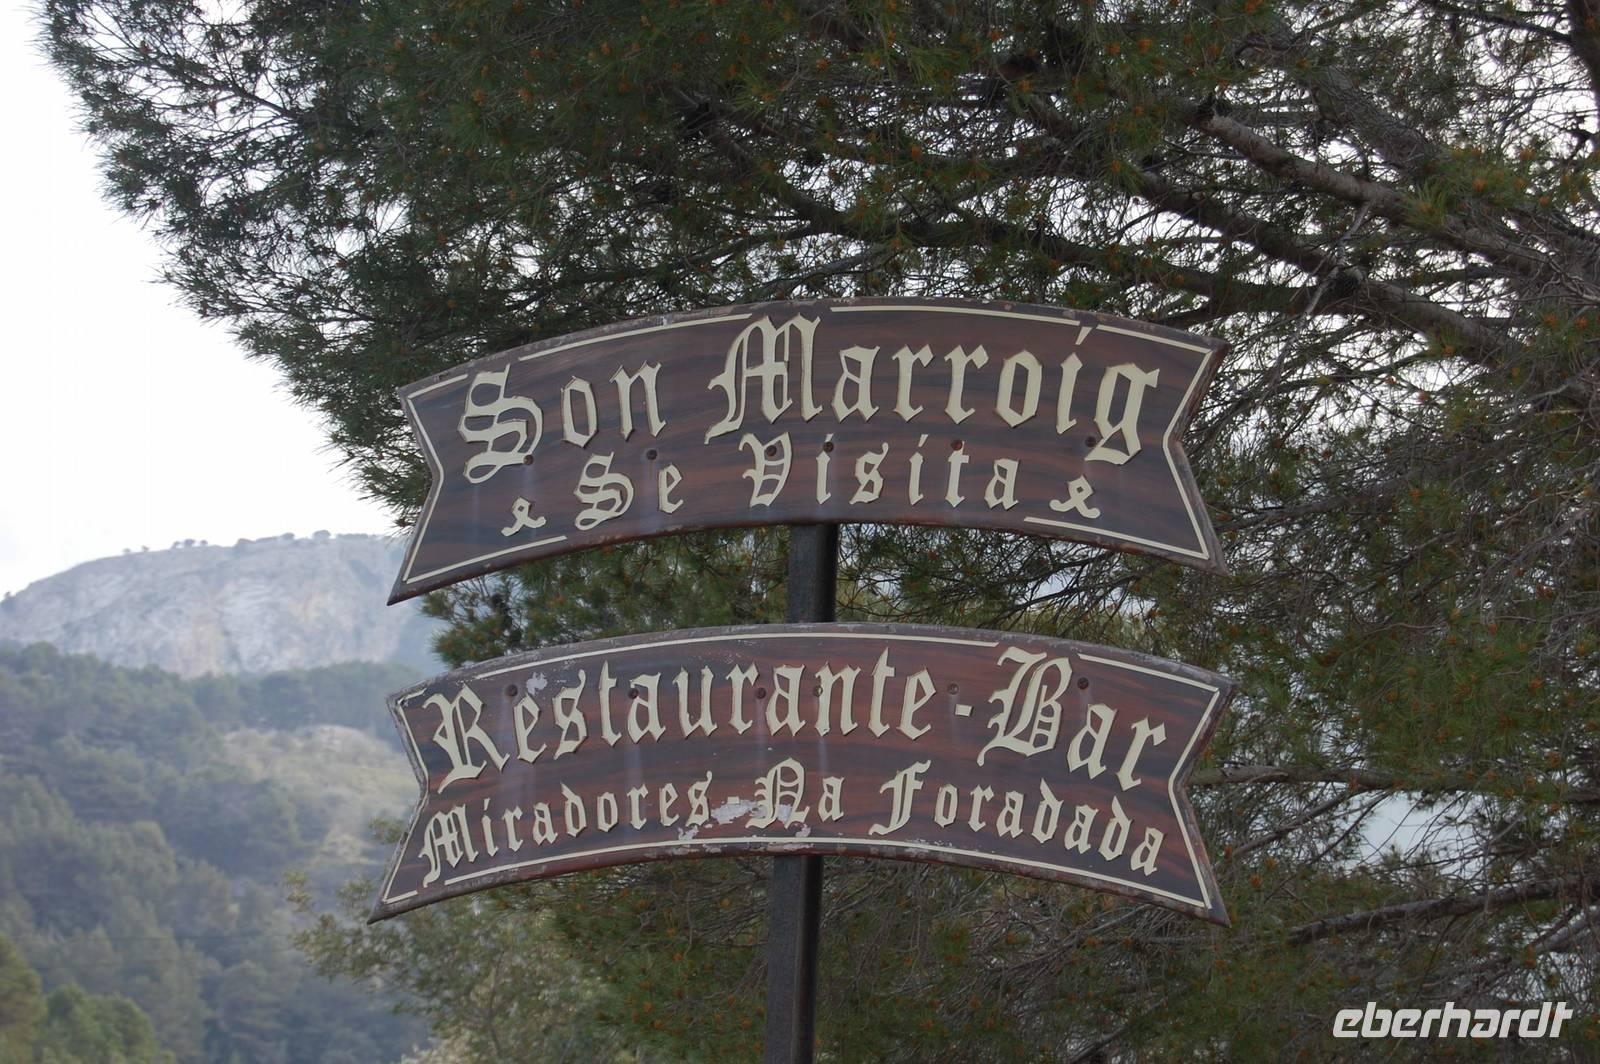 Son Marroig
Se Visita
Restaurante-Bar
Miradores-Na Foradada
eberhardt